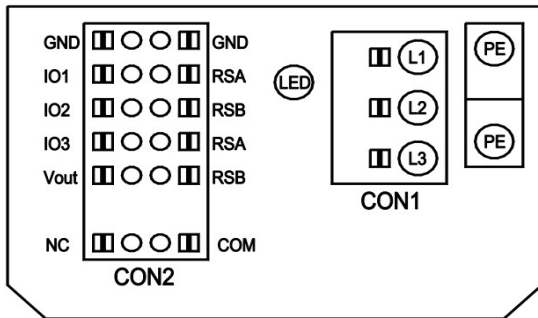 GND GND
IO1 RSA
IO2 RSB
IO3 RSA
Vout RSB
NC COM
CON2
LED
L1
L2
L3
CON1
PE
PE